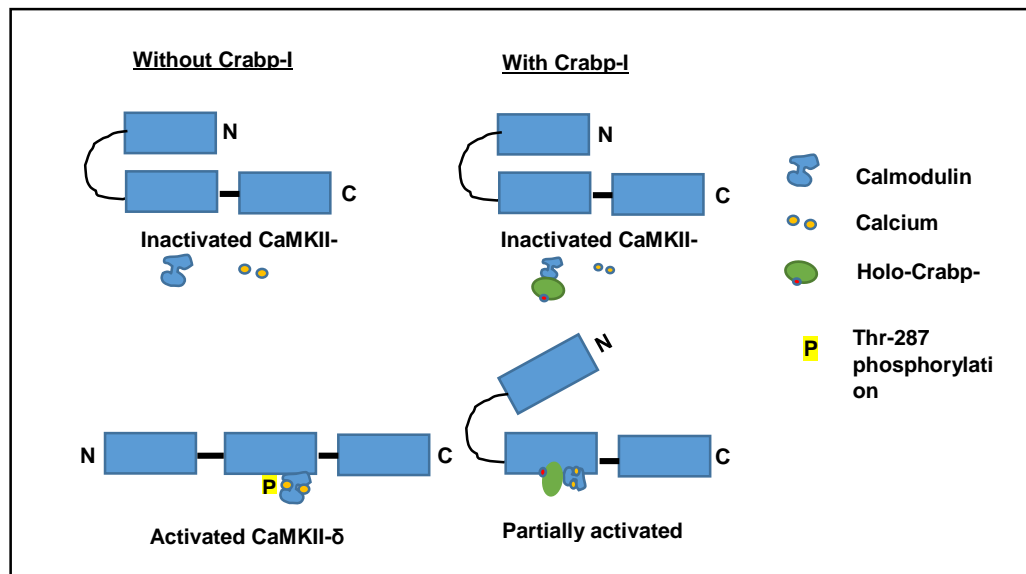 Without Crabp-I
With Crabp-I
N
C
Inactivated CaMKII-
N
C
Inactivated CaMKII-
Calmodulin
Calcium
Holo-Crabp-
P
Thr-287
phosphorylati
on
N
C
P
Activated CaMKII-δ
N
C
Partially activated